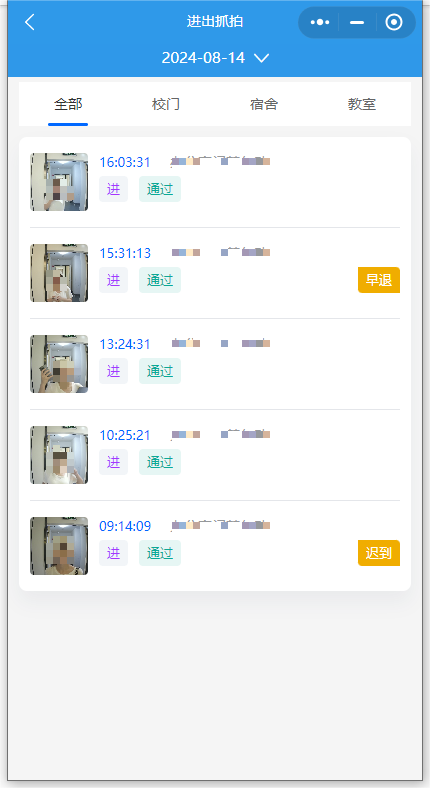 进出抓拍
2024-08-14
全部 校门 宿舍 教室
16:03:31
进 通过
15:31:13
进 通过 早退
13:24:31
进 通过
10:25:21
进 通过
09:14:09
进 通过 迟到